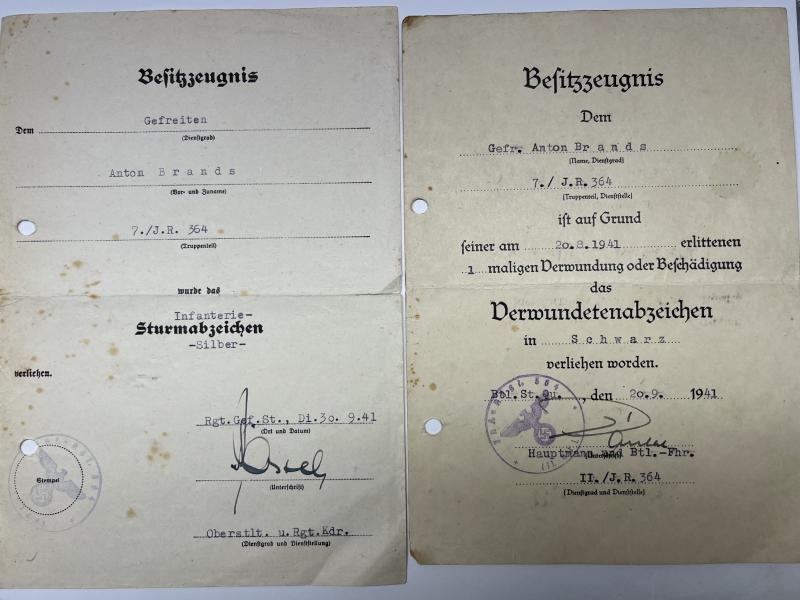 Besitzzeugnis
Dem Gefreiten
(Dienstgrad)
Anton Brands
(Vor- und Zuname)
7./J.R. 364
(Truppenteil)
wurde das
Infanterie-
Sturmabzeichen
-Silber-
verliehen.
Rgt.Gef.St., Di.30. 9.41
(Ort und Datum)
(Unterschrift)
Stempel
Oberstlt. u.Rgt.Kdr.
(Dienstgrad und Dienststellung)
Besitzzeugnis
Dem
Gefr. Anton Brands
(Name, Dienstgrad)
7./ J.R. 364
(Truppenteil, Dienststelle)
ist auf Grund
seiner am 20.8.1941 erlittenen
1 maligen Verwundung oder Beschädigung
das
Verwundetenabzeichen
in Schwarz
verliehen worden.
Btl.St.Qu., den 20.9. 1941
(Unterschrift)
Hauptmann und Btl.-Fhr.
II./J.R. 364
(Dienstgrad und Dienststelle)